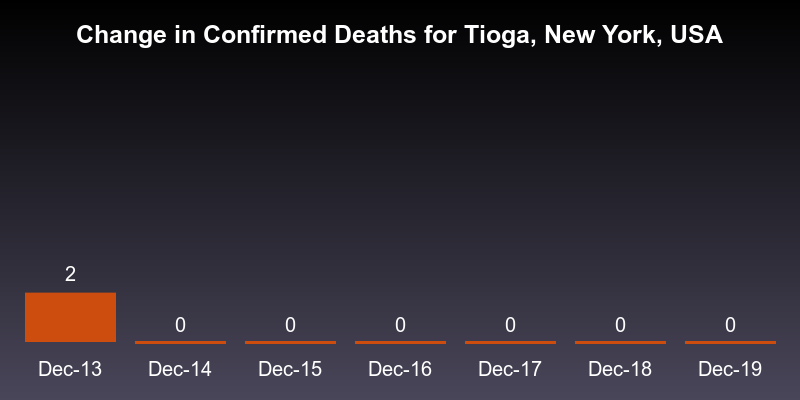 Change in Confirmed Deaths for Tioga, New York, USA
2
0 0 0 0 0 0
Dec-13 Dec-14 Dec-15 Dec-16 Dec-17 Dec-18 Dec-19